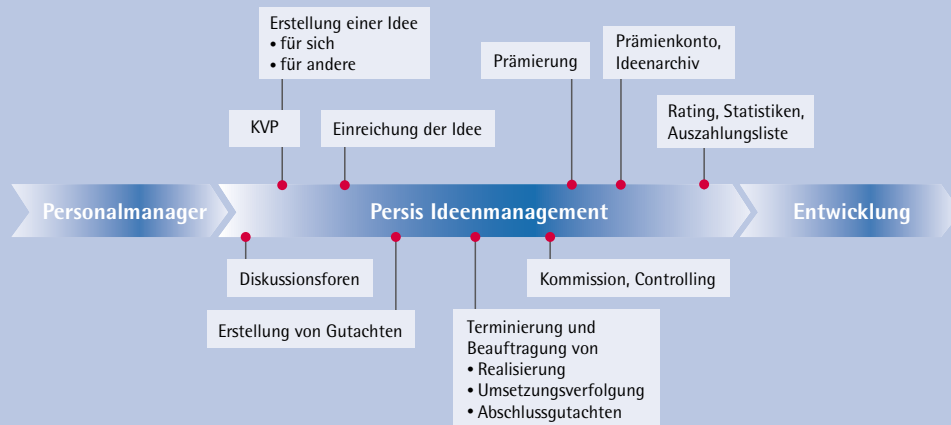 Erstellung einer Idee
• für sich
• für andere
Prämierung
Prämienkonto,
Ideenarchiv
KVP
Einreichung der Idee
Rating, Statistiken,
Auszahlungsliste
Personalmanager
Persis Ideenmanagement
Entwicklung
Diskussionsforen
Kommission, Controlling
Erstellung von Gutachten
Terminierung und
Beauftragung von
• Realisierung
• Umsetzungsverfolgung
• Abschlussgutachten